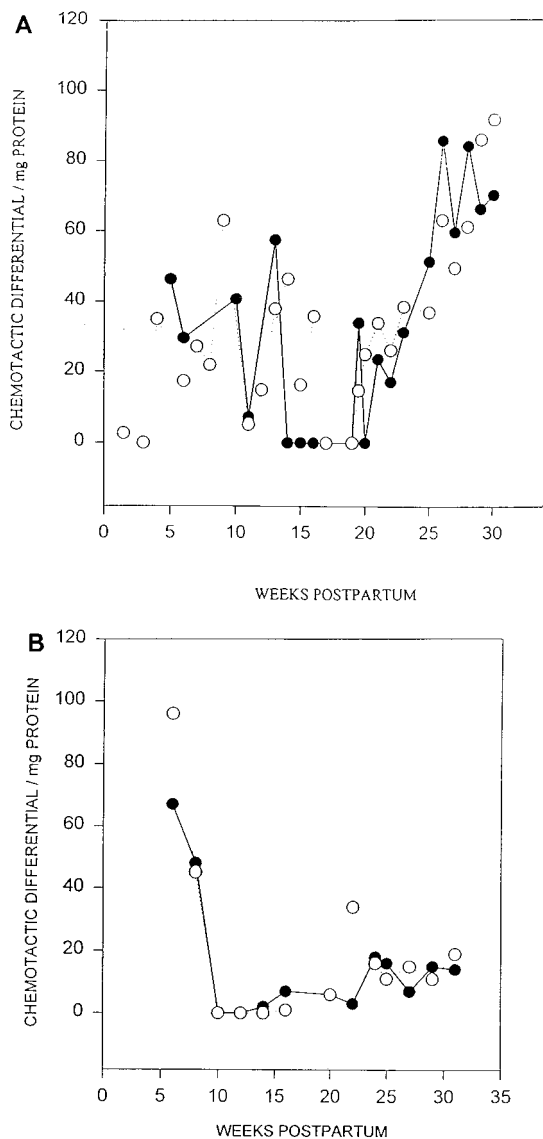 A
120
100
80
60
40
20
0
CHEMOTACTIC DIFFERENTIAL / mg PROTEIN
0 5 10 15 20 25 30
WEEKS POSTPARTUM
B
120
100
80
60
40
20
0
CHEMOTACTIC DIFFERENTIAL / mg PROTEIN
0 5 10 15 20 25 30 35
WEEKS POSTPARTUM